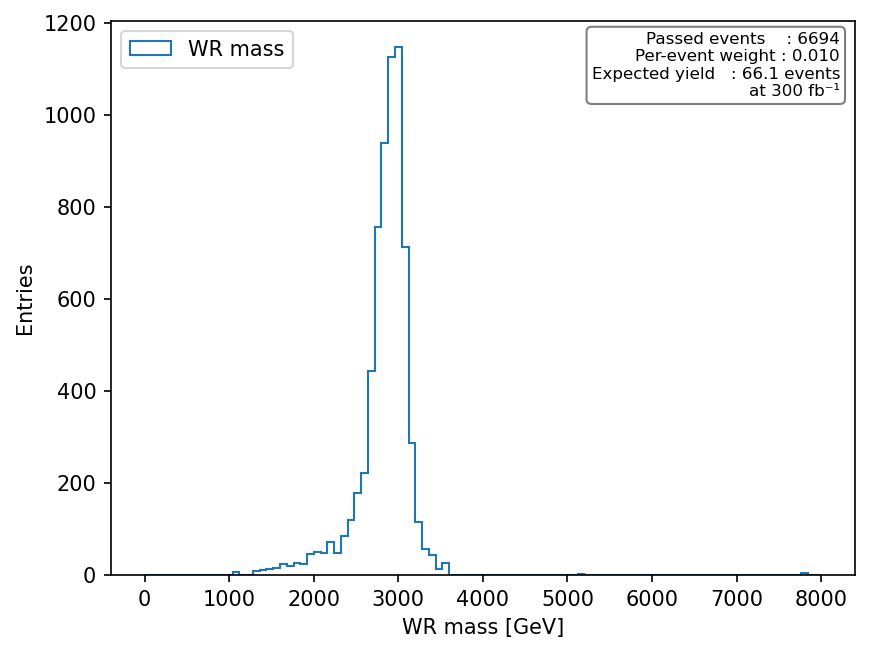 WR mass
Passed events : 6694
Per-event weight : 0.010
Expected yield : 66.1 events
at 300 fb⁻¹
Entries
1200
1000
800
600
400
200
0
0 1000 2000 3000 4000 5000 6000 7000 8000
WR mass [GeV]